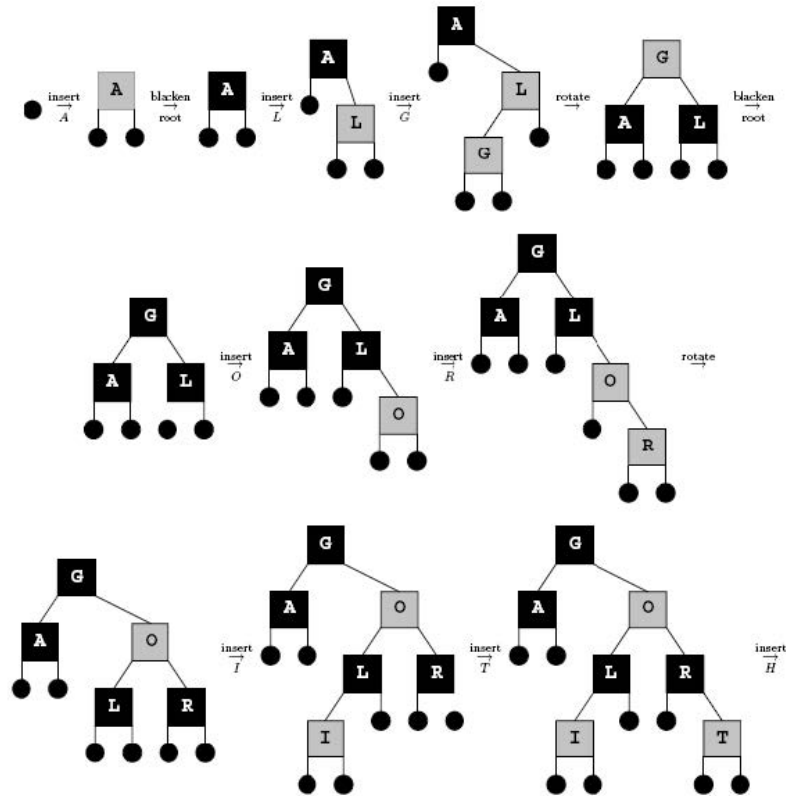 insert A A blacken root A insert L A L insert G A L G rotate G A L blacken root
G A L insert O G A L O insert R G A L O R rotate
G A O L R insert I G A O L R I insert T G A O L R I T insert H